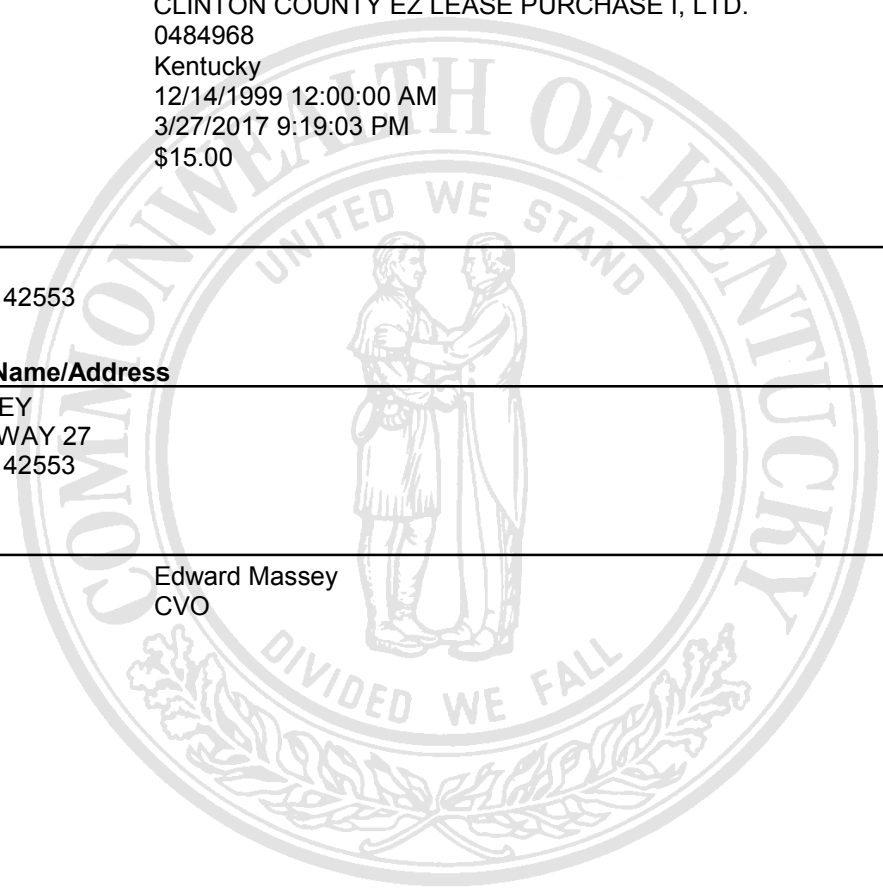 CLINTON COUNTY EZ LEASE PURCHASE I, LTD.
0484968
Kentucky
12/14/1999 12:00:00 AM
3/27/2017 9:19:03 PM
$15.00
COMMONWEALTH OF KENTUCKY
UNITED WE STAND
42553
Name/Address
EY
WAY 27
42553
Edward Massey
CVO
DIVIDED WE FALL